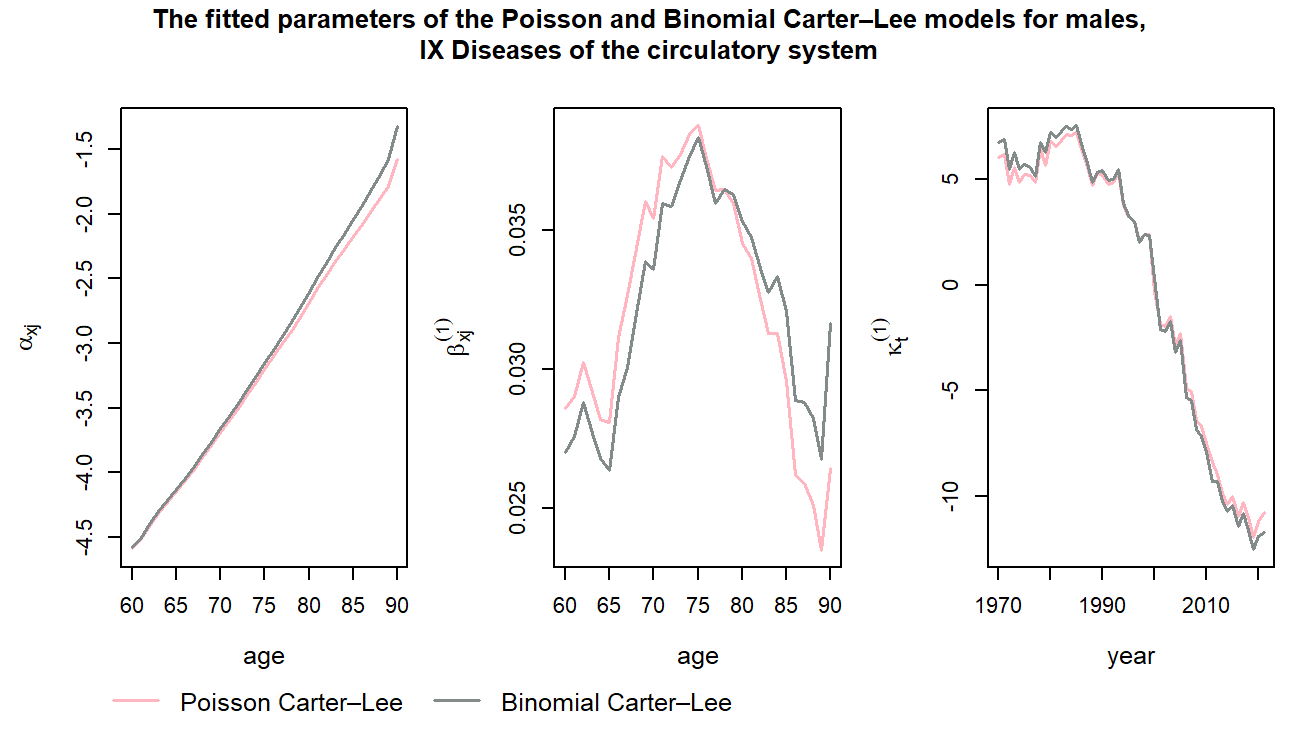 The fitted parameters of the Poisson and Binomial Carter–Lee models for males,
IX Diseases of the circulatory system
αxj
-1.5
-2.0
-2.5
-3.0
-3.5
-4.0
-4.5
60 65 70 75 80 85 90
age
βxj(1)
0.035
0.030
0.025
60 65 70 75 80 85 90
age
κt(1)
5
0
-5
-10
1970 1990 2010
year
Poisson Carter–Lee Binomial Carter–Lee